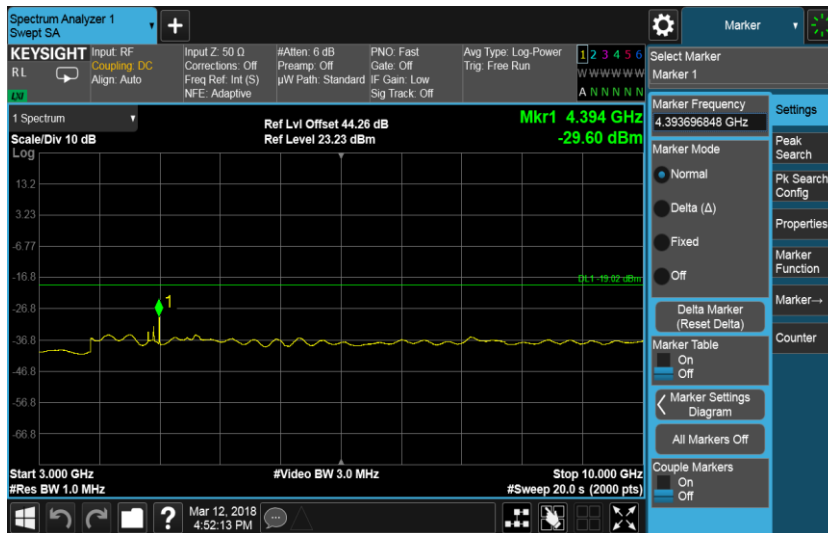 Spectrum Analyzer 1
Swept SA
+
Marker
KEYSIGHT
RL
LXI
Input: RF
Coupling: DC
Align: Auto
Input Z: 50 Ω
Corrections: Off
Freq Ref: Int (S)
NFE: Adaptive
#Atten: 6 dB
Preamp: Off
µW Path: Standard
PNO: Fast
Gate: Off
IF Gain: Low
Sig Track: Off
Avg Type: Log-Power
Trig: Free Run
1 2 3 4 5 6
W W W W W W
A N N N N N
Select Marker
Marker 1
1 Spectrum
Scale/Div 10 dB
Ref Lvl Offset 44.26 dB
Ref Level 23.23 dBm
Mkr1 4.394 GHz
-29.60 dBm
Log
13.2
3.23
-6.77
-16.8
-26.8
-36.8
-46.8
-56.8
-66.8
DL1 -19.02 dBm
1
Start 3.000 GHz
#Res BW 1.0 MHz
#Video BW 3.0 MHz
Stop 10.000 GHz
#Sweep 20.0 s (2000 pts)
Marker Frequency
4.393696848 GHz
Marker Mode
Normal
Delta (Δ)
Fixed
Off
Delta Marker
(Reset Delta)
Marker Table
On
Off
Marker Settings
Diagram
All Markers Off
Couple Markers
On
Off
Settings
Peak
Search
Pk Search
Config
Properties
Marker
Function
Marker→
Counter
?
Mar 12, 2018
4:52:13 PM